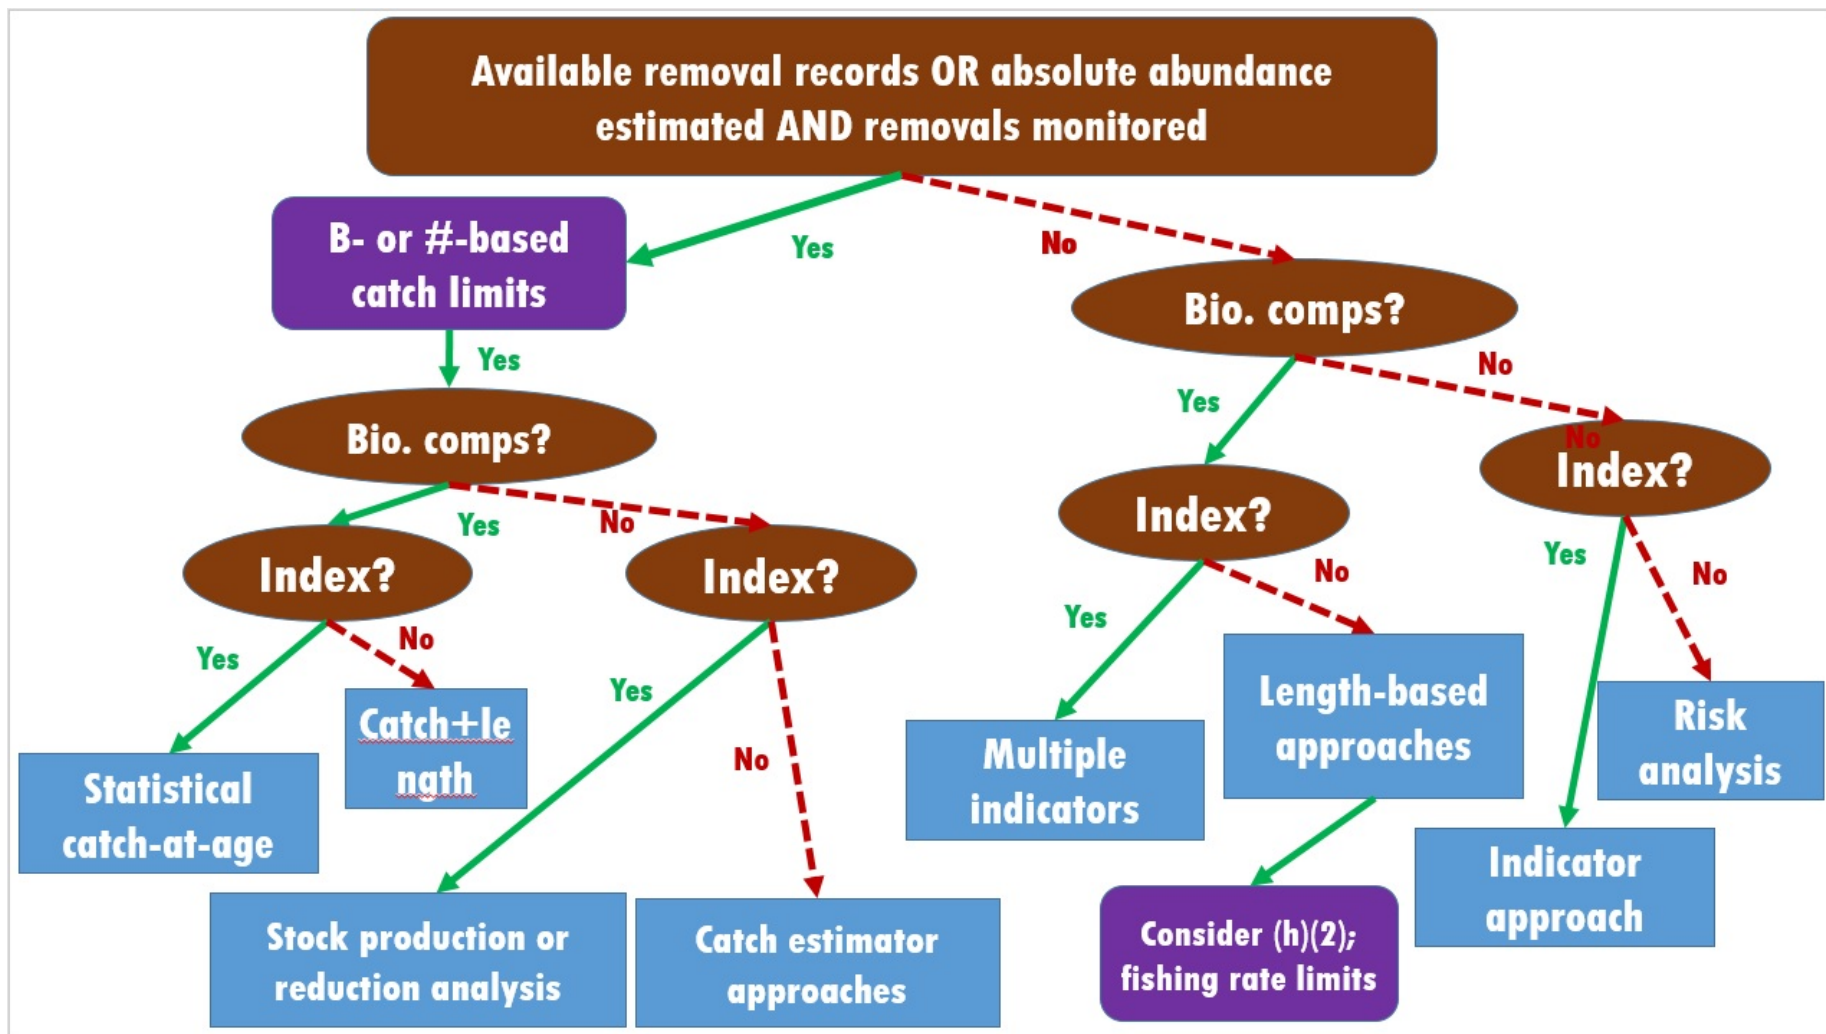 Available removal records OR absolute abundance
estimated AND removals monitored
B- or #-based
catch limits
Yes
No
Bio. comps?
Yes
No
Bio. comps?
Yes
No
Index?
Index?
Yes
No
Index?
Index?
Yes
No
Yes
No
Yes
No
Yes
No
No
Catch+le
ngth
Statistical
catch-at-age
Stock production or
reduction analysis
Catch estimator
approaches
Multiple
indicators
Length-based
approaches
Risk
analysis
Indicator
approach
Consider (h)(2);
fishing rate limits